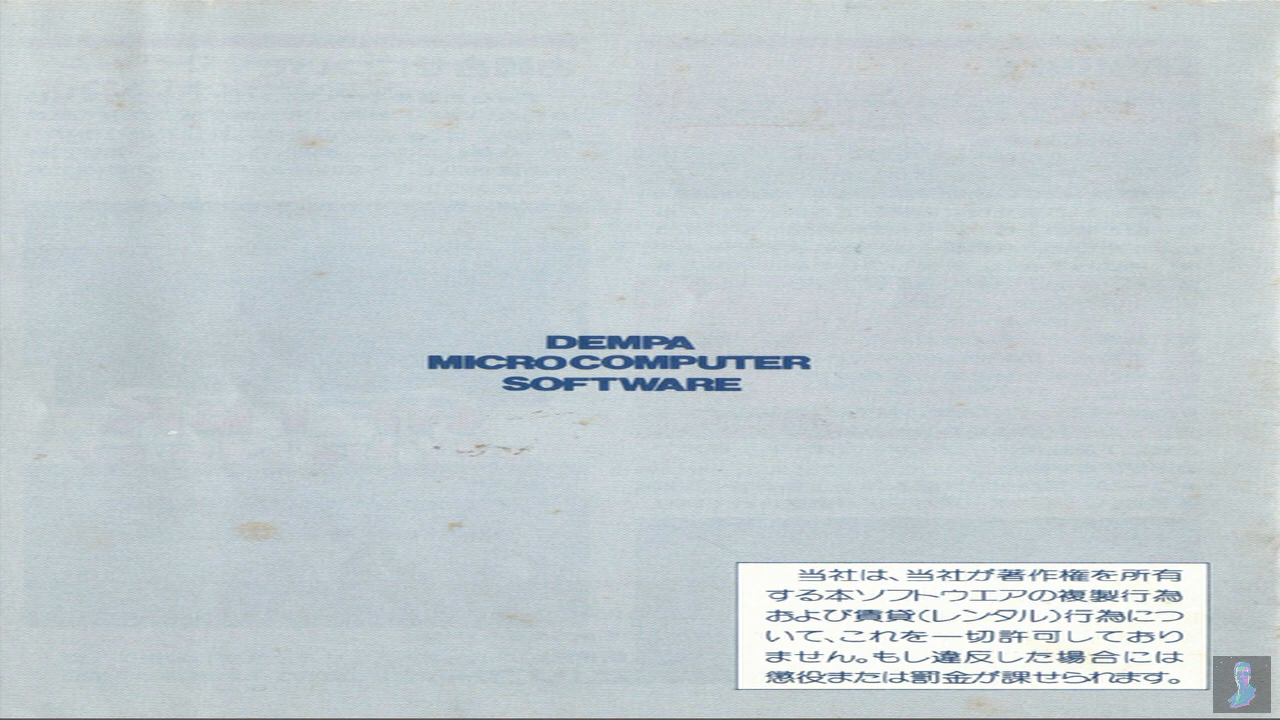 DEMPA
MICRO COMPUTER
SOFTWARE
当社は、当社が著作権を所有
する本ソフトウエアの複製行為
および賃貸(レンタル)行為につ
いて、これを一切許可しており
ません。もし違反した場合には
懲役または罰金が課せられます。